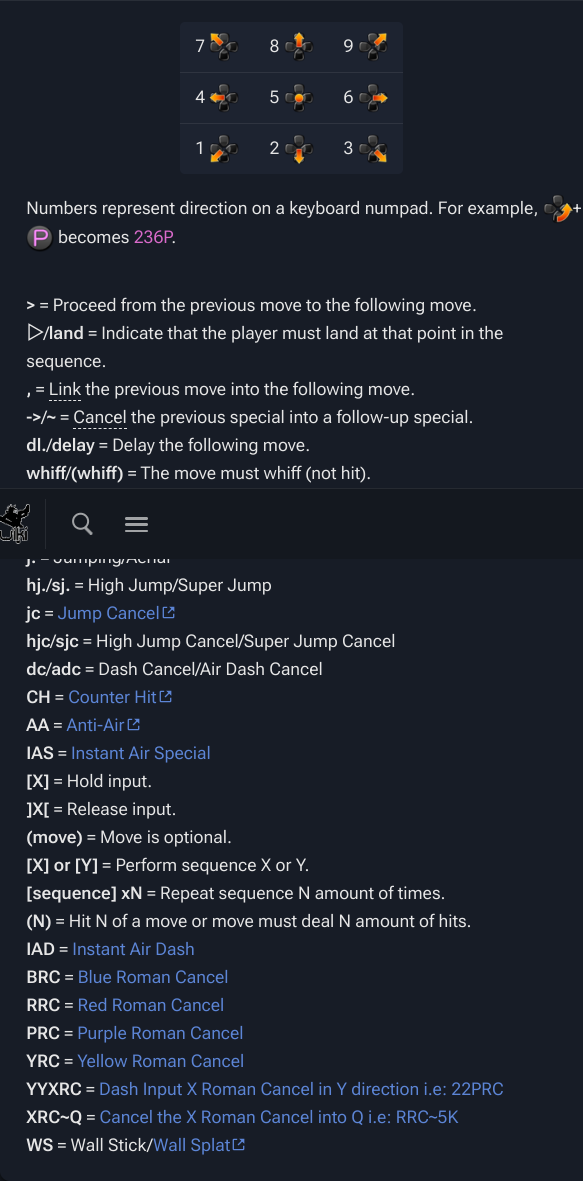 7 8 9
4 5 6
1 2 3
Numbers represent direction on a keyboard numpad. For example, +
P becomes 236P.
> = Proceed from the previous move to the following move.
▷/land = Indicate that the player must land at that point in the
sequence.
, = Link the previous move into the following move.
->/~ = Cancel the previous special into a follow-up special.
dl./delay = Delay the following move.
whiff/(whiff) = The move must whiff (not hit).
wiki
j. = Jumping/Aerial
hj./sj. = High Jump/Super Jump
jc = Jump Cancel
hjc/sjc = High Jump Cancel/Super Jump Cancel
dc/adc = Dash Cancel/Air Dash Cancel
CH = Counter Hit
AA = Anti-Air
IAS = Instant Air Special
[X] = Hold input.
]X[ = Release input.
(move) = Move is optional.
[X] or [Y] = Perform sequence X or Y.
[sequence] xN = Repeat sequence N amount of times.
(N) = Hit N of a move or move must deal N amount of hits.
IAD = Instant Air Dash
BRC = Blue Roman Cancel
RRC = Red Roman Cancel
PRC = Purple Roman Cancel
YRC = Yellow Roman Cancel
YYXRC = Dash Input X Roman Cancel in Y direction i.e: 22PRC
XRC~Q = Cancel the X Roman Cancel into Q i.e: RRC~5K
WS = Wall Stick/Wall Splat